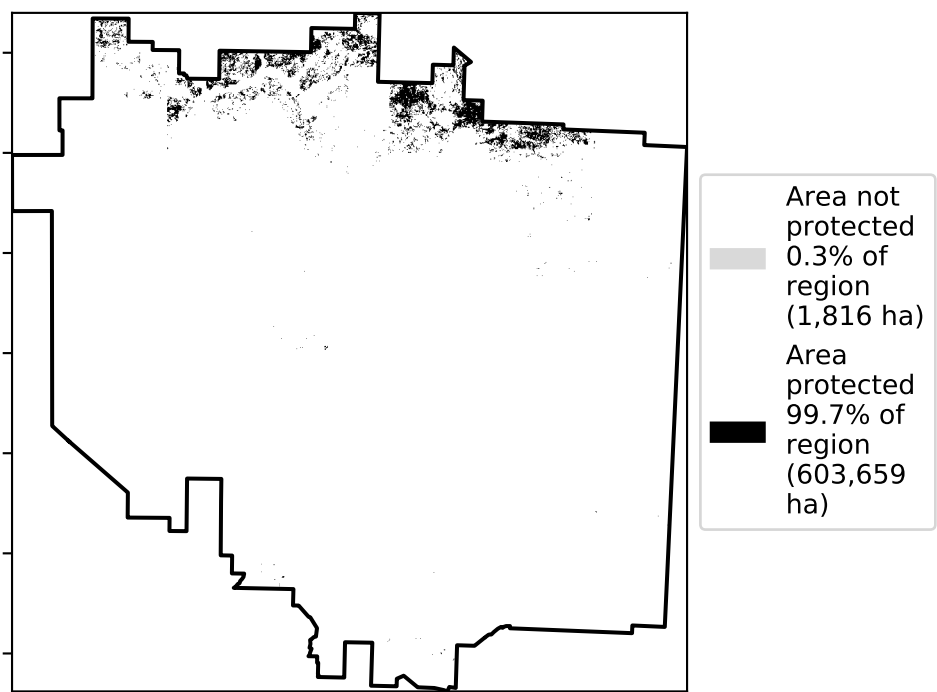 Area not
protected
0.3% of
region
(1,816 ha)
Area
protected
99.7% of
region
(603,659
ha)